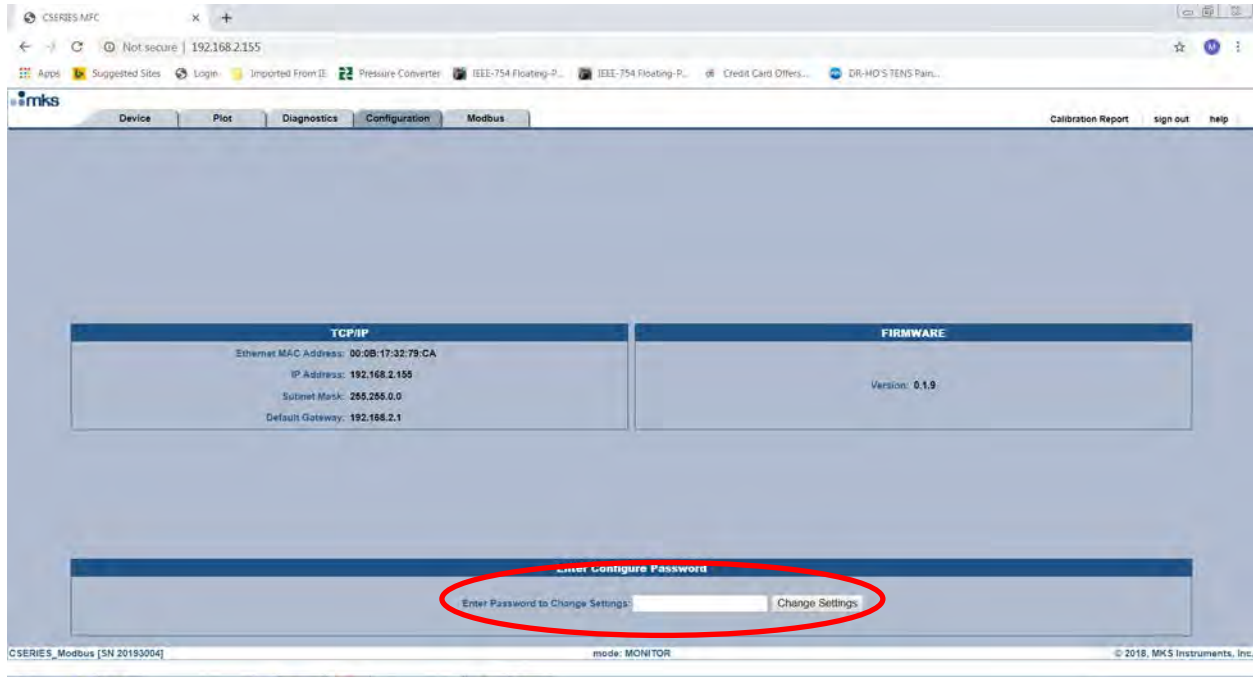 CSERIES MFC
Not secure | 192.168.2.155
Apps Suggested Sites Login Imported From IE Pressure Converter IEEE-754 Floating-P... IEEE-754 Floating-P... Credit Card Offers... DR-HO'S TENS Pain...
mks
Device Plot Diagnostics Configuration Modbus Calibration Report sign out help
TCP/IP FIRMWARE
Ethernet MAC Address: 00:0B:17:32:79:CA
IP Address: 192.168.2.155
Version: 0.1.9
Subnet Mask: 255.255.0.0
Default Gateway: 192.168.2.1
Enter Configure Password
Enter Password to Change Settings: Change Settings
CSERIES_Modbus [SN 20193004] mode: MONITOR © 2018, MKS Instruments, Inc.